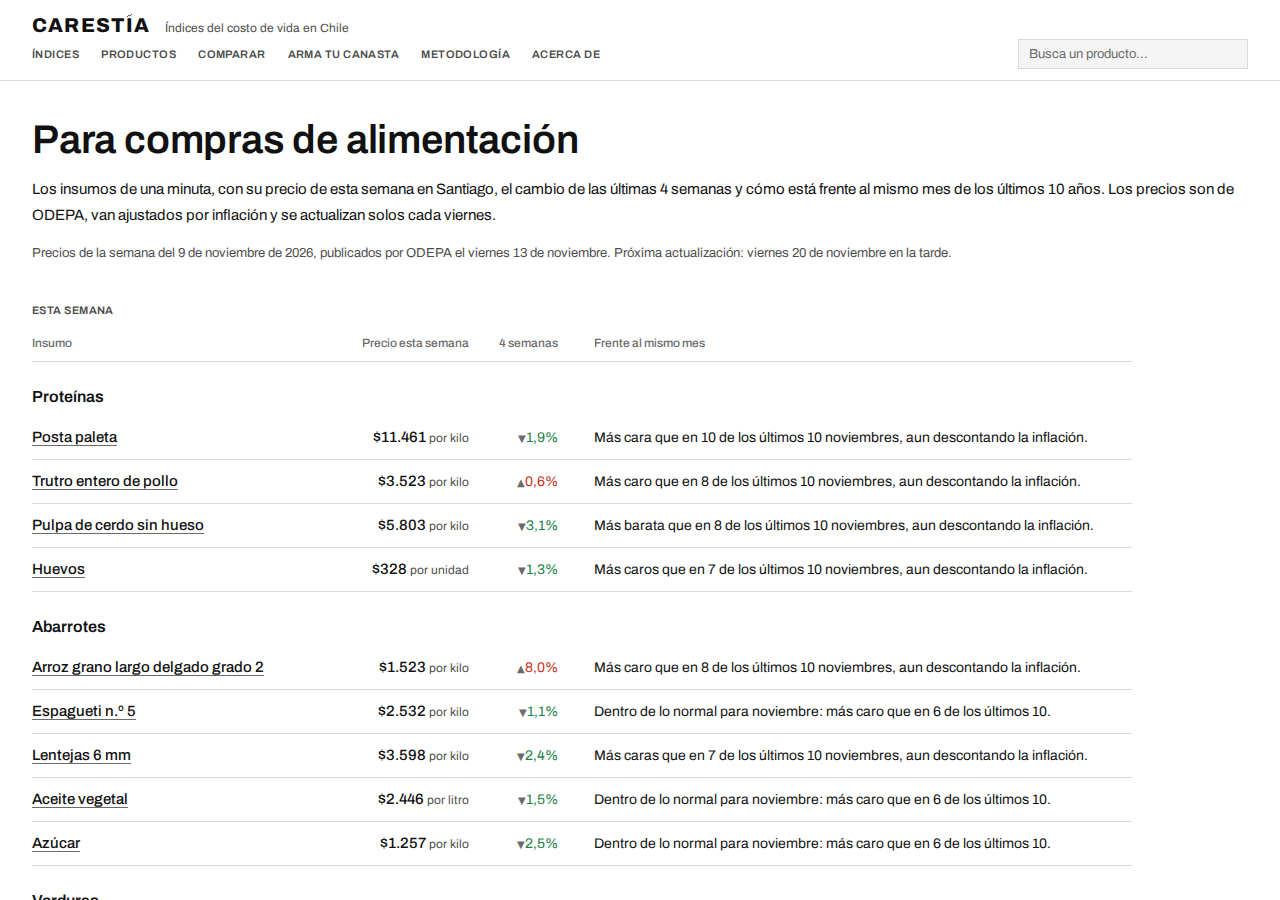 CARESTÍA Índices del costo de vida en Chile
ÍNDICES PRODUCTOS COMPARAR ARMA TU CANASTA METODOLOGÍA ACERCA DE Busca un producto...
Para compras de alimentación
Los insumos de una minuta, con su precio de esta semana en Santiago, el cambio de las últimas 4 semanas y cómo está frente al mismo mes de los últimos 10 años. Los precios son de
ODEPA, van ajustados por inflación y se actualizan solos cada viernes.
Precios de la semana del 9 de noviembre de 2026, publicados por ODEPA el viernes 13 de noviembre. Próxima actualización: viernes 20 de noviembre en la tarde.
ESTA SEMANA
Insumo Precio esta semana 4 semanas Frente al mismo mes
Proteínas
Posta paleta $11.461 por kilo ▼1,9% Más cara que en 10 de los últimos 10 noviembres, aun descontando la inflación.
Trutro entero de pollo $3.523 por kilo ▲0,6% Más caro que en 8 de los últimos 10 noviembres, aun descontando la inflación.
Pulpa de cerdo sin hueso $5.803 por kilo ▼3,1% Más barata que en 8 de los últimos 10 noviembres, aun descontando la inflación.
Huevos $328 por unidad ▼1,3% Más caros que en 7 de los últimos 10 noviembres, aun descontando la inflación.
Abarrotes
Arroz grano largo delgado grado 2 $1.523 por kilo ▲8,0% Más caro que en 8 de los últimos 10 noviembres, aun descontando la inflación.
Espagueti n.º 5 $2.532 por kilo ▼1,1% Dentro de lo normal para noviembre: más caro que en 6 de los últimos 10.
Lentejas 6 mm $3.598 por kilo ▼2,4% Más caras que en 7 de los últimos 10 noviembres, aun descontando la inflación.
Aceite vegetal $2.446 por litro ▼1,5% Dentro de lo normal para noviembre: más caro que en 6 de los últimos 10.
Azúcar $1.257 por kilo ▼2,5% Dentro de lo normal para noviembre: más caro que en 6 de los últimos 10.
Verduras